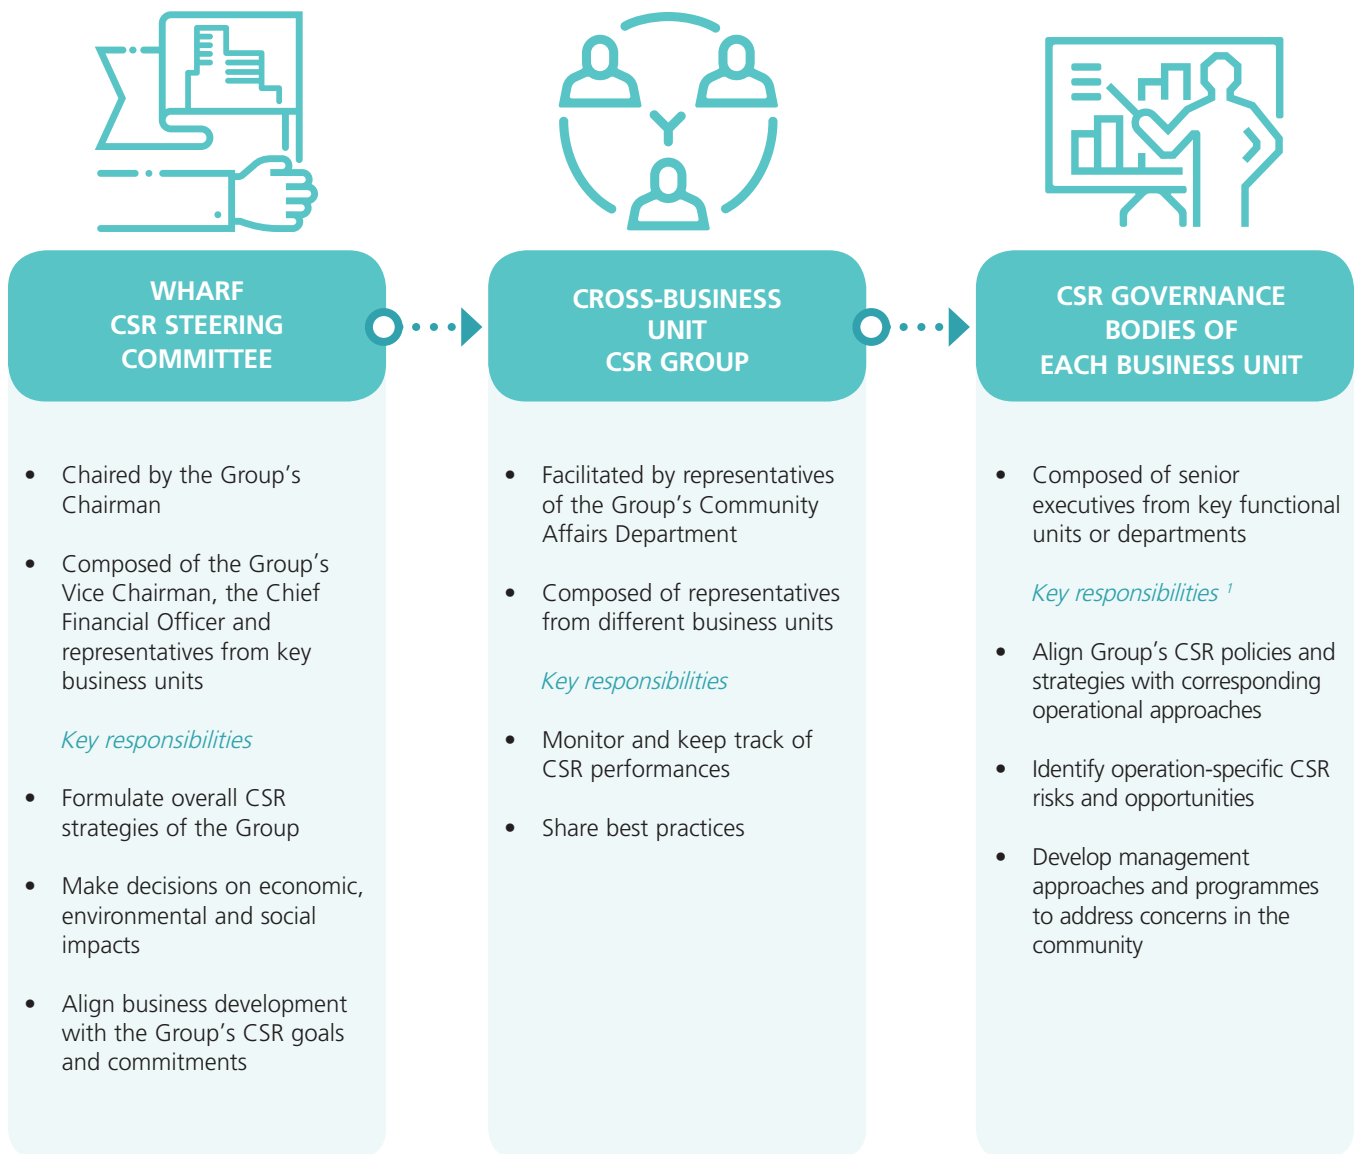 WHARF
CSR STEERING
COMMITTEE
• Chaired by the Group’s
Chairman
• Composed of the Group’s
Vice Chairman, the Chief
Financial Officer and
representatives from key
business units
Key responsibilities
• Formulate overall CSR
strategies of the Group
• Make decisions on economic,
environmental and social
impacts
• Align business development
with the Group’s CSR goals
and commitments
CROSS-BUSINESS
UNIT
CSR GROUP
• Facilitated by representatives
of the Group’s Community
Affairs Department
• Composed of representatives
from different business units
Key responsibilities
• Monitor and keep track of
CSR performances
• Share best practices
CSR GOVERNANCE
BODIES OF
EACH BUSINESS UNIT
• Composed of senior
executives from key functional
units or departments
Key responsibilities ¹
• Align Group’s CSR policies and
strategies with corresponding
operational approaches
• Identify operation-specific CSR
risks and opportunities
• Develop management
approaches and programmes
to address concerns in the
community